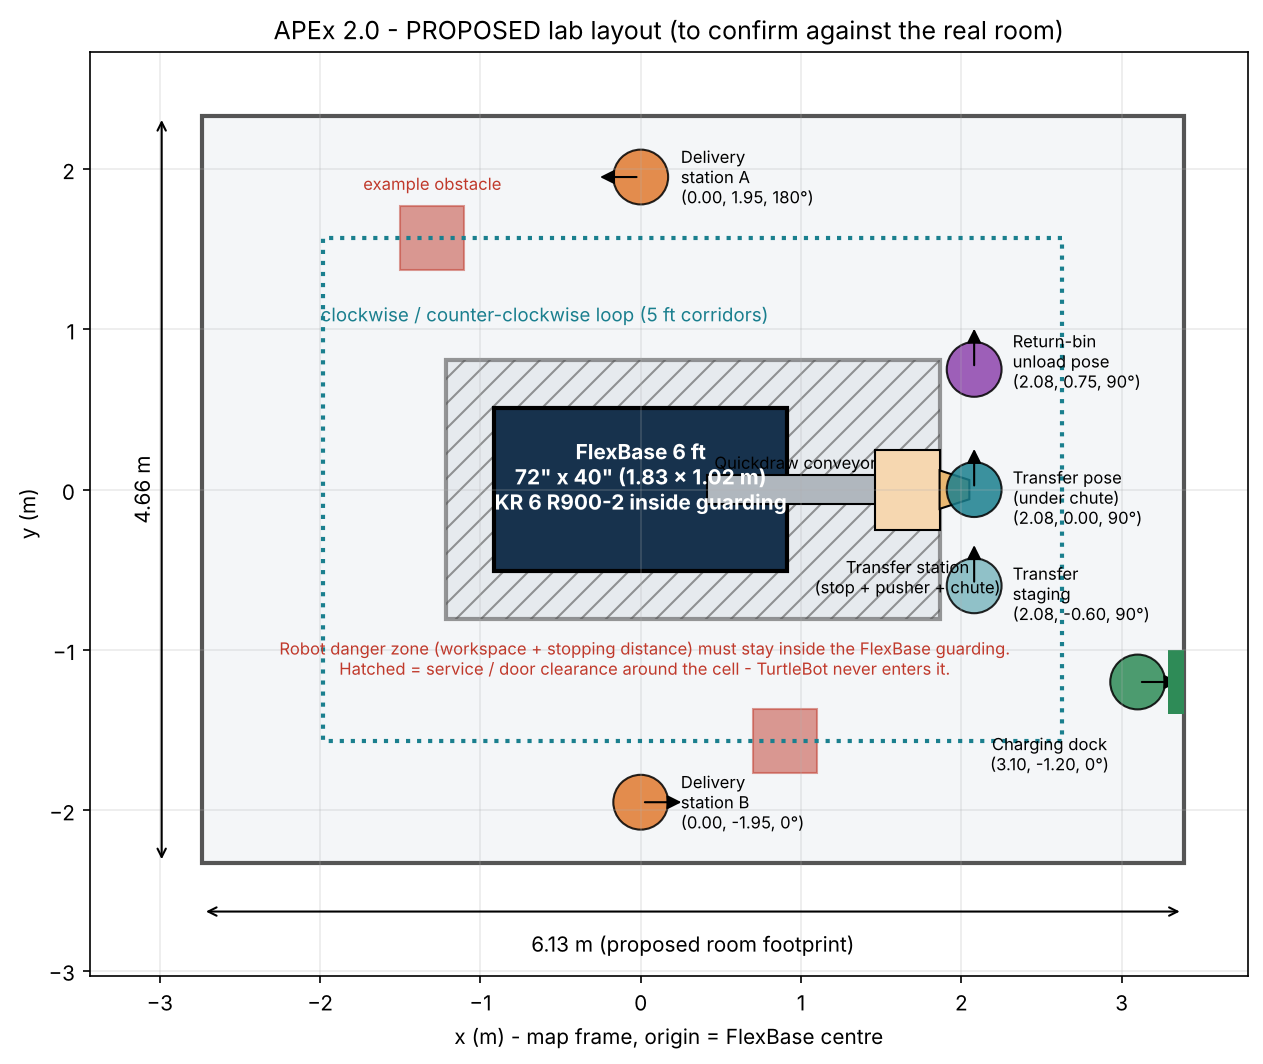 APEx 2.0 - PROPOSED lab layout (to confirm against the real room)
Delivery
station A
(0.00, 1.95, 180°)
example obstacle
clockwise / counter-clockwise loop (5 ft corridors)
Return-bin
unload pose
(2.08, 0.75, 90°)
FlexBase 6 ft
72" x 40" (1.83 × 1.02 m)
KR 6 R900-2 inside guarding
Quickdraw conveyor
Transfer pose
(under chute)
(2.08, 0.00, 90°)
Transfer station
(stop + pusher + chute)
Transfer
staging
(2.08, -0.60, 90°)
Robot danger zone (workspace + stopping distance) must stay inside the FlexBase guarding.
Hatched = service / door clearance around the cell - TurtleBot never enters it.
Charging dock
(3.10, -1.20, 0°)
Delivery
station B
(0.00, -1.95, 0°)
4.66 m
6.13 m (proposed room footprint)
y (m)
2
1
0
−1
−2
−3
−3
−2
−1
0
1
2
3
x (m) - map frame, origin = FlexBase centre